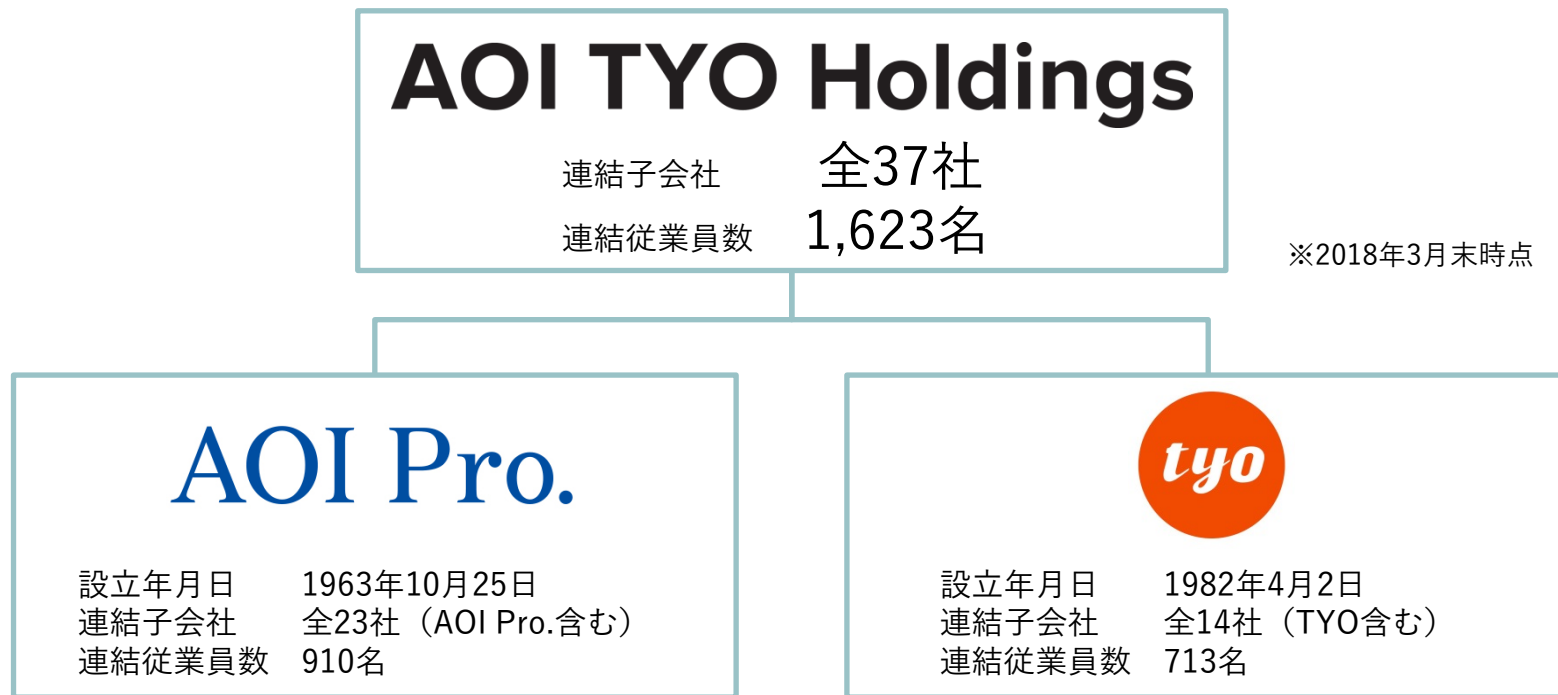 AOI TYO Holdings
連結子会社 全37社
連結従業員数 1,623名
※2018年3月末時点
AOI Pro.
設立年月日 1963年10月25日
連結子会社 全23社（AOI Pro.含む）
連結従業員数 910名
tyo
設立年月日 1982年4月2日
連結子会社 全14社（TYO含む）
連結従業員数 713名